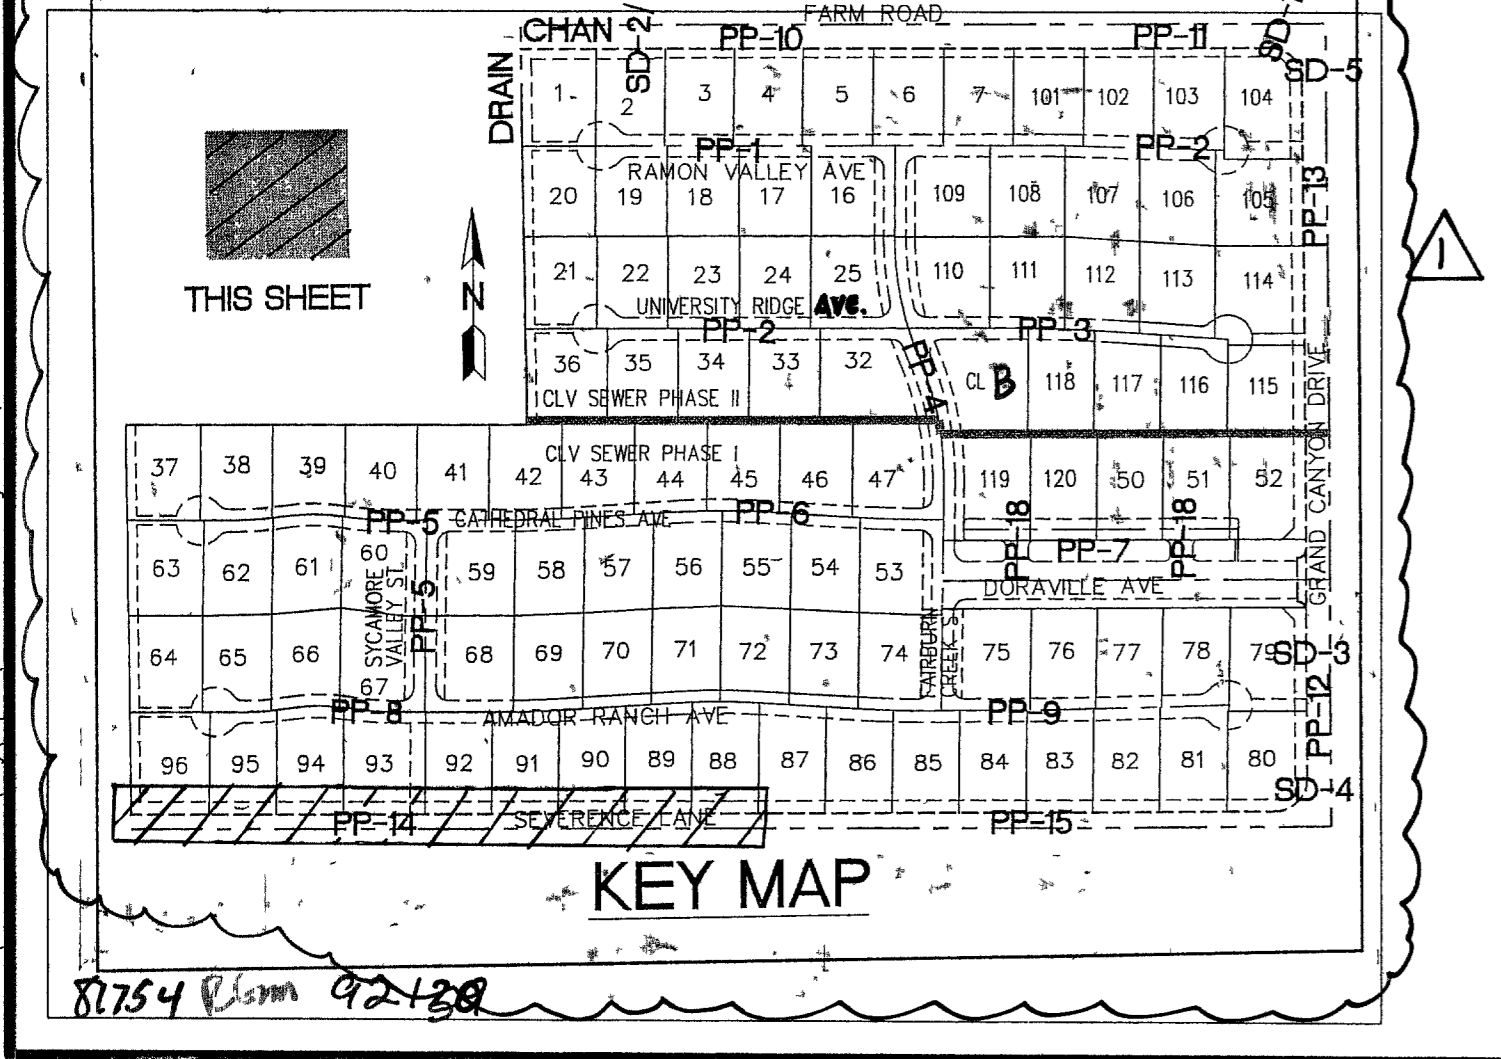 FARM ROAD
CHAN
SD-2/
PP-10
PP-11
DRAIN
SD-5
1 2 3 4 5 6 7 101 102 103 104
PP-1
PP-2
RAMON VALLEY AVE
20 19 18 17 16 109 108 107 106 105
PP-13
1
21 22 23 24 25 110 111 112 113 114
THIS SHEET
N
UNIVERSITY RIDGE AVE.
PP-2
PP-3
36 35 34 33 32
PP-4
CL B 118 117 116 115
CLV SEWER PHASE II
GRAND CANYON DRIVE
CLV SEWER PHASE I
37 38 39 40 41 42 43 44 45 46 47 119 120 50 51 52
PP-5
CATHEDRAL PINES AVE
PP-6
PP-18
PP-18
PP-7
63 62 61 60 59 58 57 56 55 54 53
SYCAMORE
VALLEY ST
PP-5
DORAVILLE AVE
FAIRBURN
CREEK ST
64 65 66 67 68 69 70 71 72 73 74 75 76 77 78 79
SD-3
PP-12
PP-8
AMADOR RANCH AVE
PP-9
96 95 94 93 92 91 90 89 88 87 86 85 84 83 82 81 80
SD-4
PP-14
SEVERENCE LANE
PP-15
KEY MAP
81754